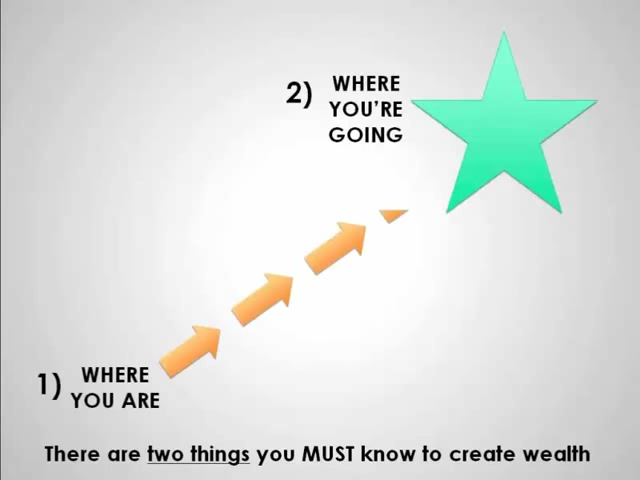 2) WHERE
YOU'RE
GOING
1) WHERE
YOU ARE
There are two things you MUST know to create wealth